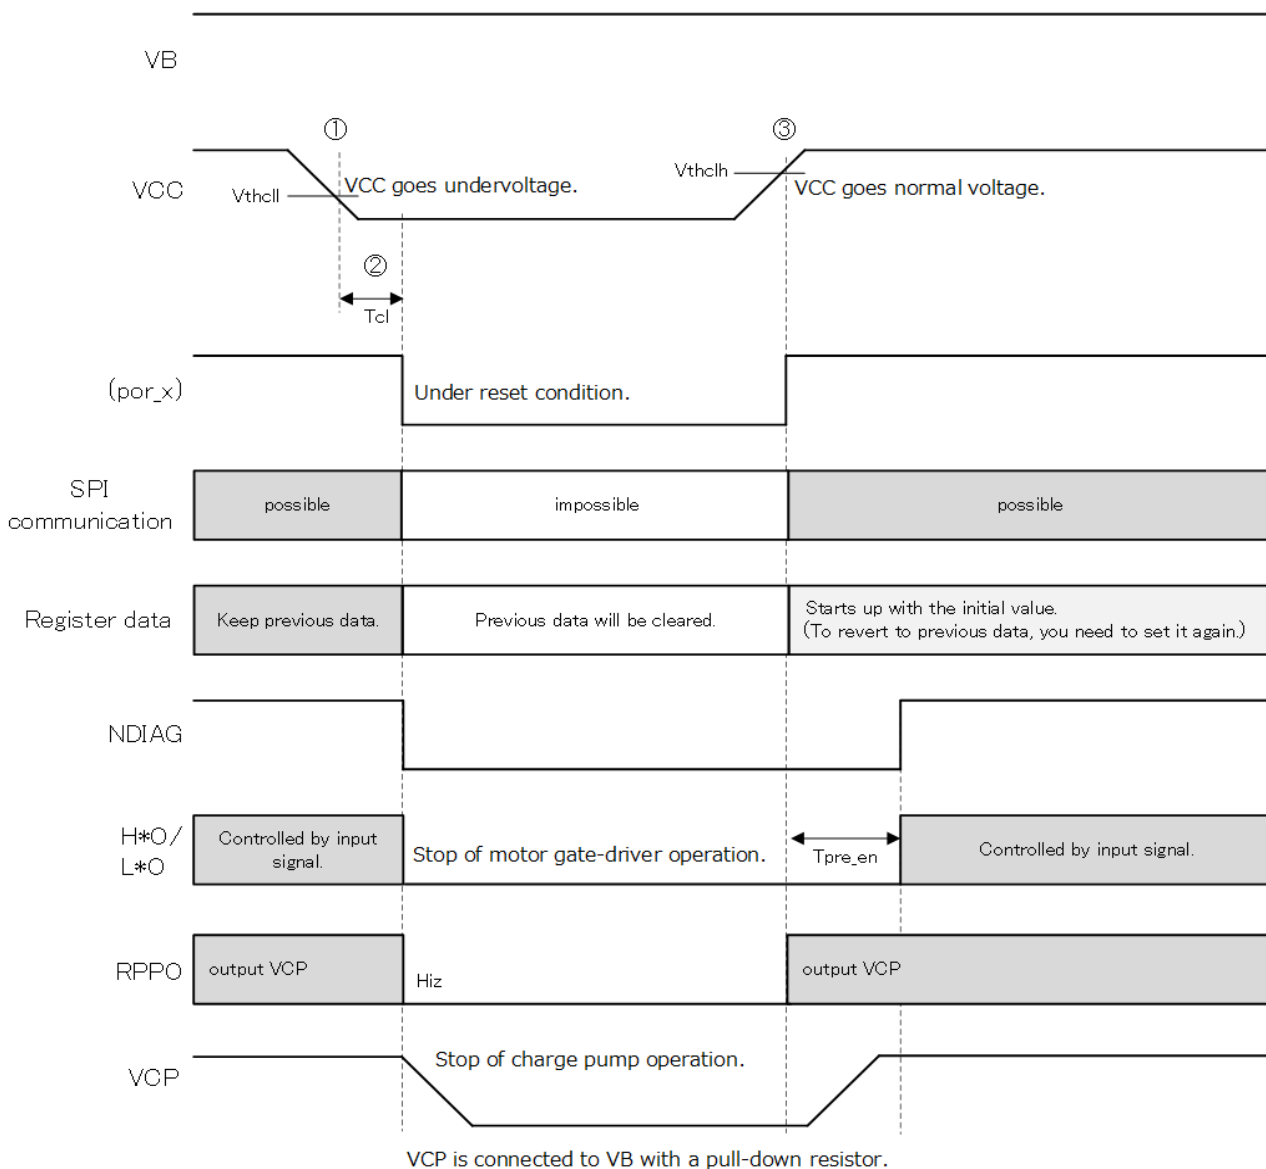 VB
①
③
VCC
Vthcll
VCC goes undervoltage.
Vthclh
VCC goes normal voltage.
②
Tcl
(por_x)
Under reset condition.
SPI
communication
possible
impossible
possible
Register data
Keep previous data.
Previous data will be cleared.
Starts up with the initial value.
(To revert to previous data, you need to set it again.)
NDIAG
H*O/
L*O
Controlled by input
signal.
Stop of motor gate-driver operation.
Tpre_en
Controlled by input signal.
RPPO
output VCP
Hiz
output VCP
VCP
Stop of charge pump operation.
VCP is connected to VB with a pull-down resistor.